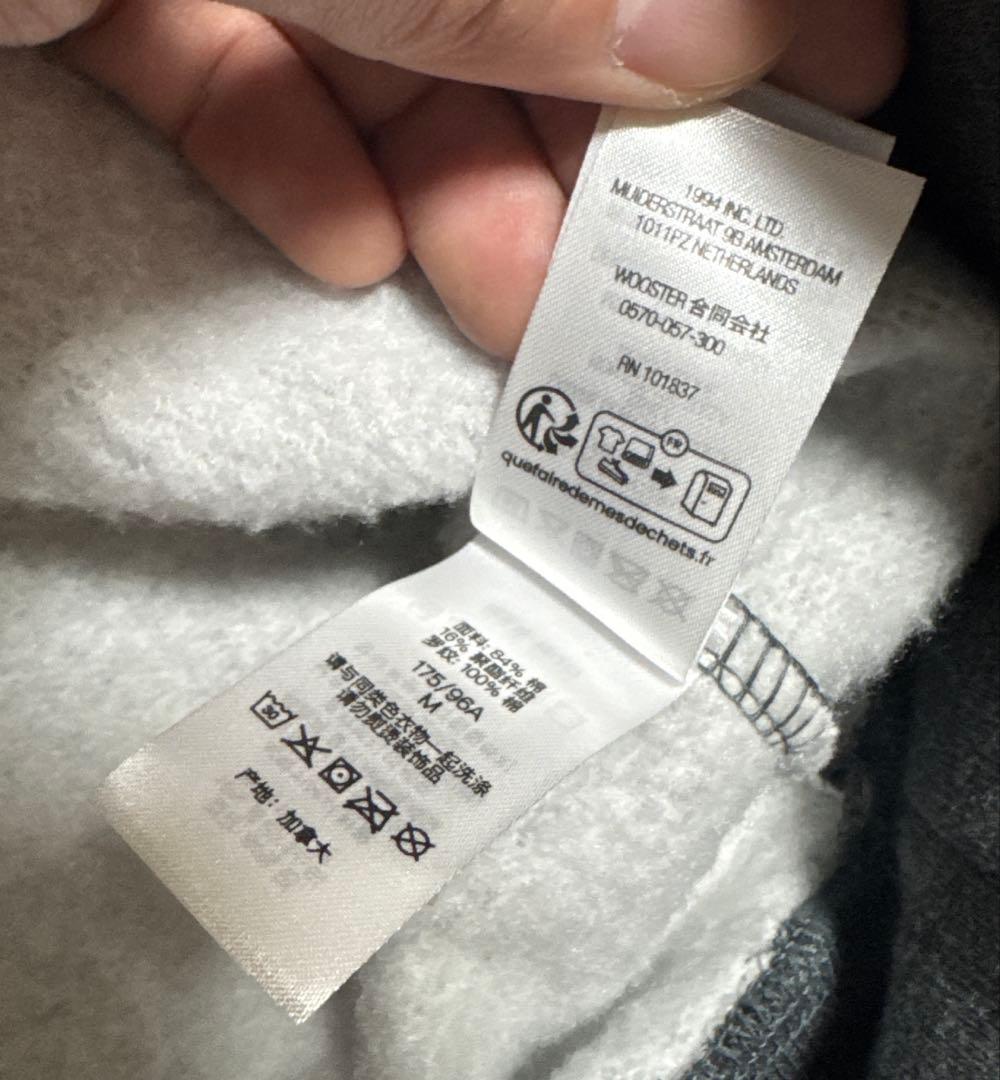 1994 INC. LTD
MUIDERSTRAAT 9B AMSTERDAM
1011PZ NETHERLANDS
WOOSTER 合同会社
0570-057-300
RN 101837
FR
quefairedemesdechets.fr
面料: 84% 棉
16% 聚酯纤维
罗纹: 100% 棉
175/96A
M
请与同类色衣物一起洗涤
请勿剪烫装饰品
30
产地: 加拿大